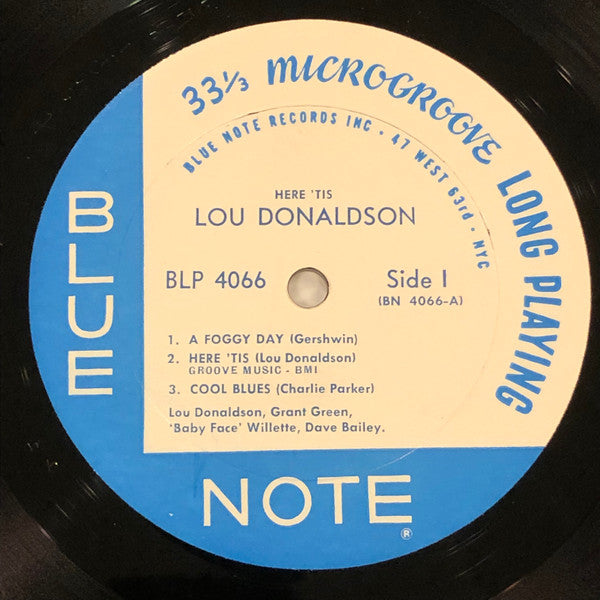 33⅓ MICROGROOVE LONG PLAYING
BLUE NOTE RECORDS INC · 47 WEST 63rd · NYC
HERE 'TIS
LOU DONALDSON
BLP 4066
Side 1
(BN 4066-A)
1. A FOGGY DAY (Gershwin)
2. HERE 'TIS (Lou Donaldson)
GROOVE MUSIC - BMI
3. COOL BLUES (Charlie Parker)
Lou Donaldson, Grant Green,
'Baby Face' Willette, Dave Bailey.
BLUE
NOTE®